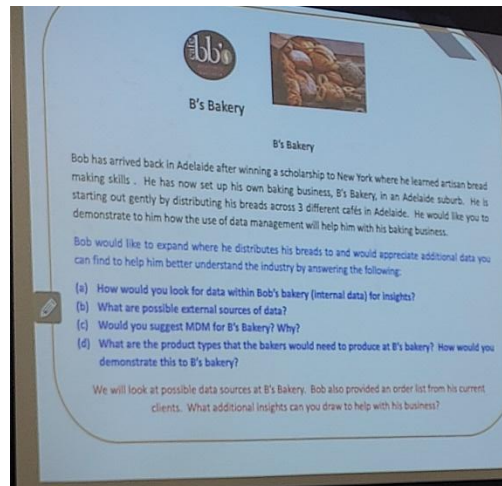 café
bb's
B's Bakery
B's Bakery
Bob has arrived back in Adelaide after winning a scholarship to New York where he learned artisan bread
making skills . He has now set up his own baking business, B's Bakery, in an Adelaide suburb. He is
starting out gently by distributing his breads across 3 different cafés in Adelaide. He would like you to
demonstrate to him how the use of data management will help him with his baking business.
Bob would like to expand where he distributes his breads to and would appreciate additional data you
can find to help him better understand the industry by answering the following:
(a) How would you look for data within Bob's bakery (internal data) for insights?
(b) What are possible external sources of data?
(c) Would you suggest MDM for B's Bakery? Why?
(d) What are the product types that the bakers would need to produce at B's bakery? How would you
demonstrate this to B's bakery?
We will look at possible data sources at B's Bakery. Bob also provided an order list from his current
clients. What additional insights can you draw to help with his business?